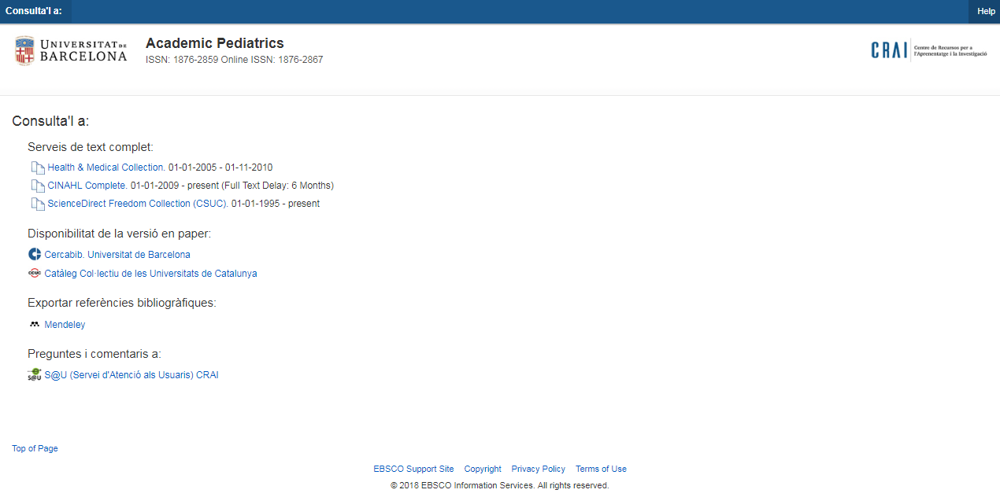 Consulta'l a:
Help
UNIVERSITAT DE
BARCELONA
Academic Pediatrics
ISSN: 1876-2859 Online ISSN: 1876-2867
CRAI
Centre de Recursos per a
l'Aprenentatge i la Investigació
Consulta'l a:
Serveis de text complet:
Health & Medical Collection. 01-01-2005 - 01-11-2010
CINAHL Complete. 01-01-2009 - present (Full Text Delay: 6 Months)
ScienceDirect Freedom Collection (CSUC). 01-01-1995 - present
Disponibilitat de la versió en paper:
Cercabib. Universitat de Barcelona
CCUC
Catàleg Col·lectiu de les Universitats de Catalunya
Exportar referències bibliogràfiques:
Mendeley
Preguntes i comentaris a:
S@U
S@U (Servei d'Atenció als Usuaris) CRAI
Top of Page
EBSCO Support Site Copyright Privacy Policy Terms of Use
© 2018 EBSCO Information Services. All rights reserved.